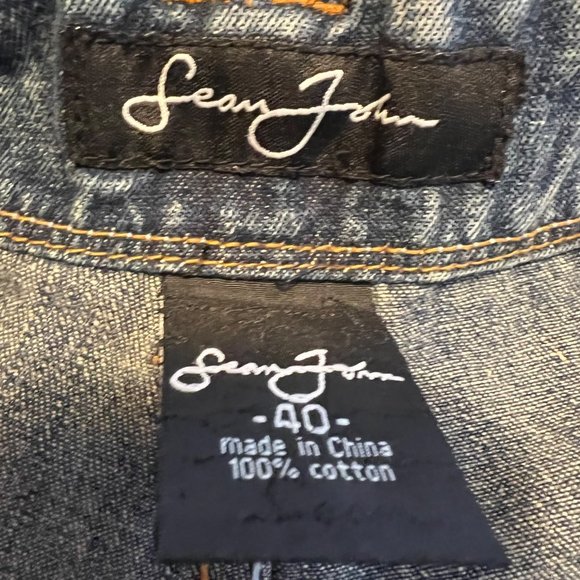 Sean John
Sean John
-40-
made in China
100% cotton